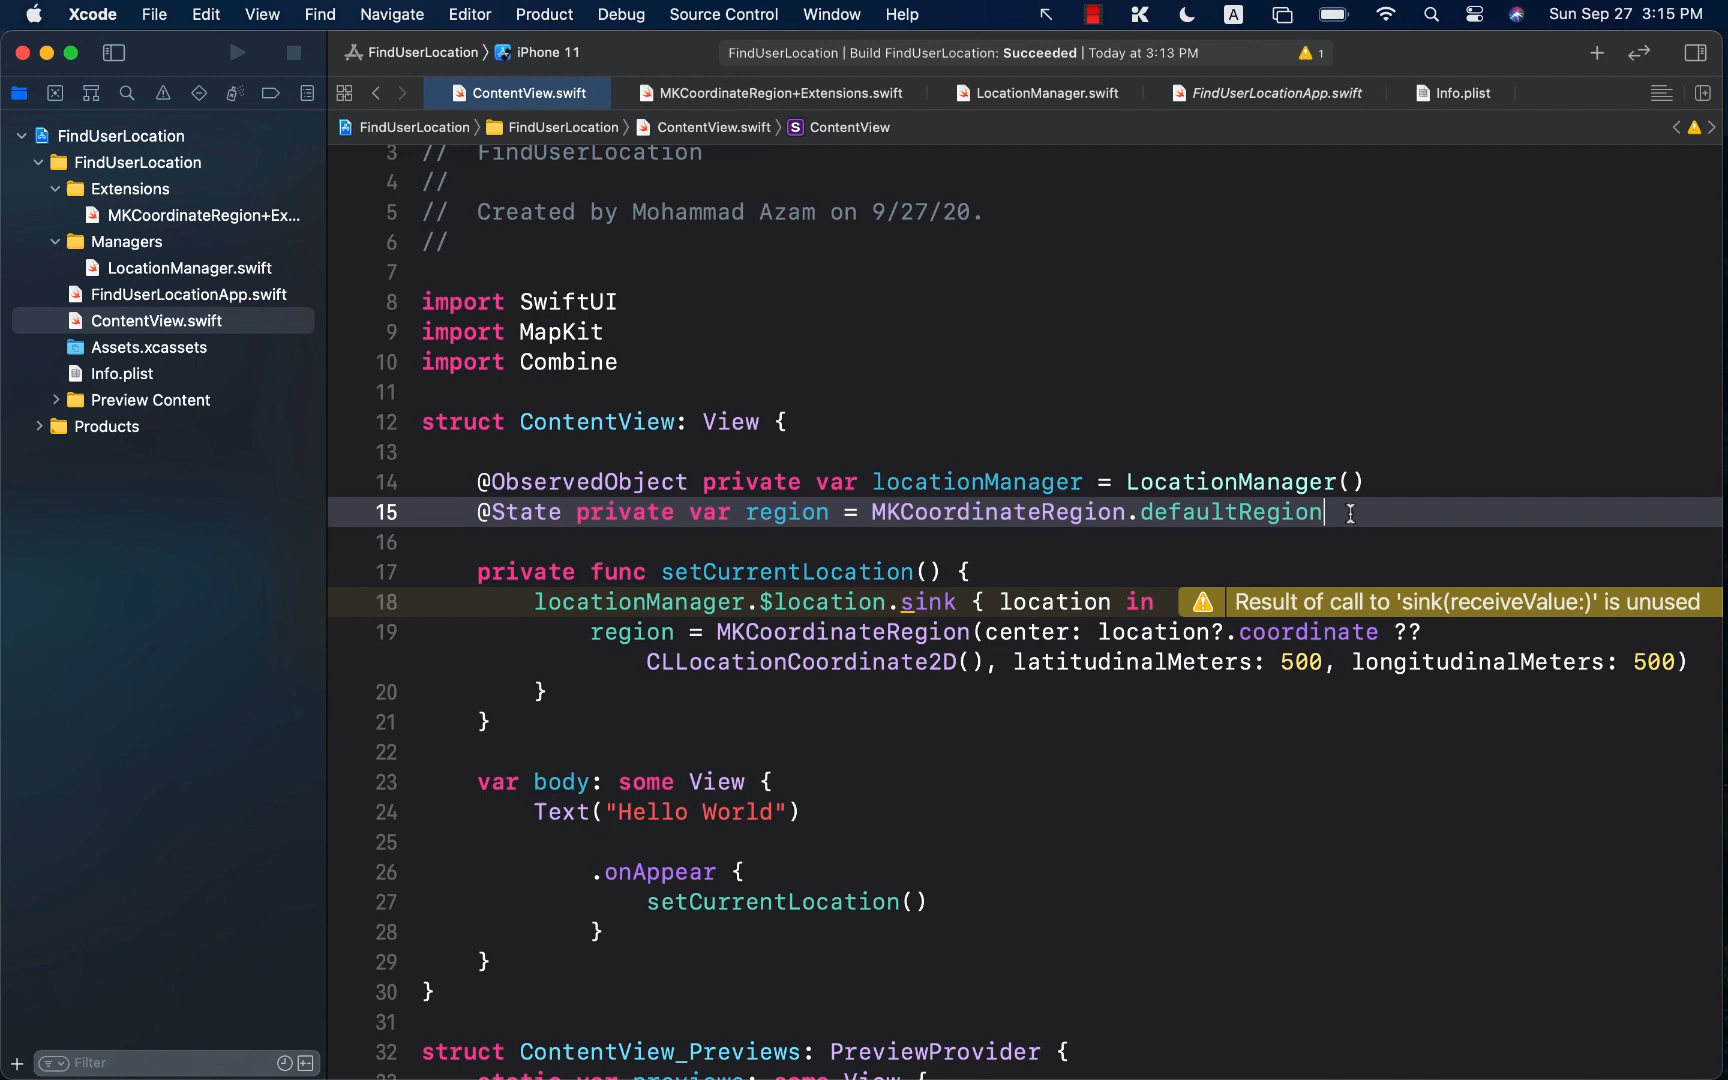 Xcode File Edit View Find Navigate Editor Product Debug Source Control Window Help A Sun Sep 27 3:15 PM
FindUserLocation iPhone 11 FindUserLocation | Build FindUserLocation: Succeeded | Today at 3:13 PM 1
ContentView.swift MKCoordinateRegion+Extensions.swift LocationManager.swift FindUserLocationApp.swift Info.plist
FindUserLocation FindUserLocation ContentView.swift S ContentView
FindUserLocation
FindUserLocation
Extensions
MKCoordinateRegion+Ex...
Managers
LocationManager.swift
FindUserLocationApp.swift
ContentView.swift
Assets.xcassets
Info.plist
Preview Content
Products
Filter
3 // FindUserLocation
4 //
5 // Created by Mohammad Azam on 9/27/20.
6 //
7
8 import SwiftUI
9 import MapKit
10 import Combine
11
12 struct ContentView: View {
13
14 @ObservedObject private var locationManager = LocationManager()
15 @State private var region = MKCoordinateRegion.defaultRegion
16
17 private func setCurrentLocation() {
18 locationManager.$location.sink { location in Result of call to 'sink(receiveValue:)' is unused
19 region = MKCoordinateRegion(center: location?.coordinate ??
CLLocationCoordinate2D(), latitudinalMeters: 500, longitudinalMeters: 500)
20 }
21 }
22
23 var body: some View {
24 Text("Hello World")
25
26 .onAppear {
27 setCurrentLocation()
28 }
29 }
30 }
31
32 struct ContentView_Previews: PreviewProvider {
static var previews: some View {